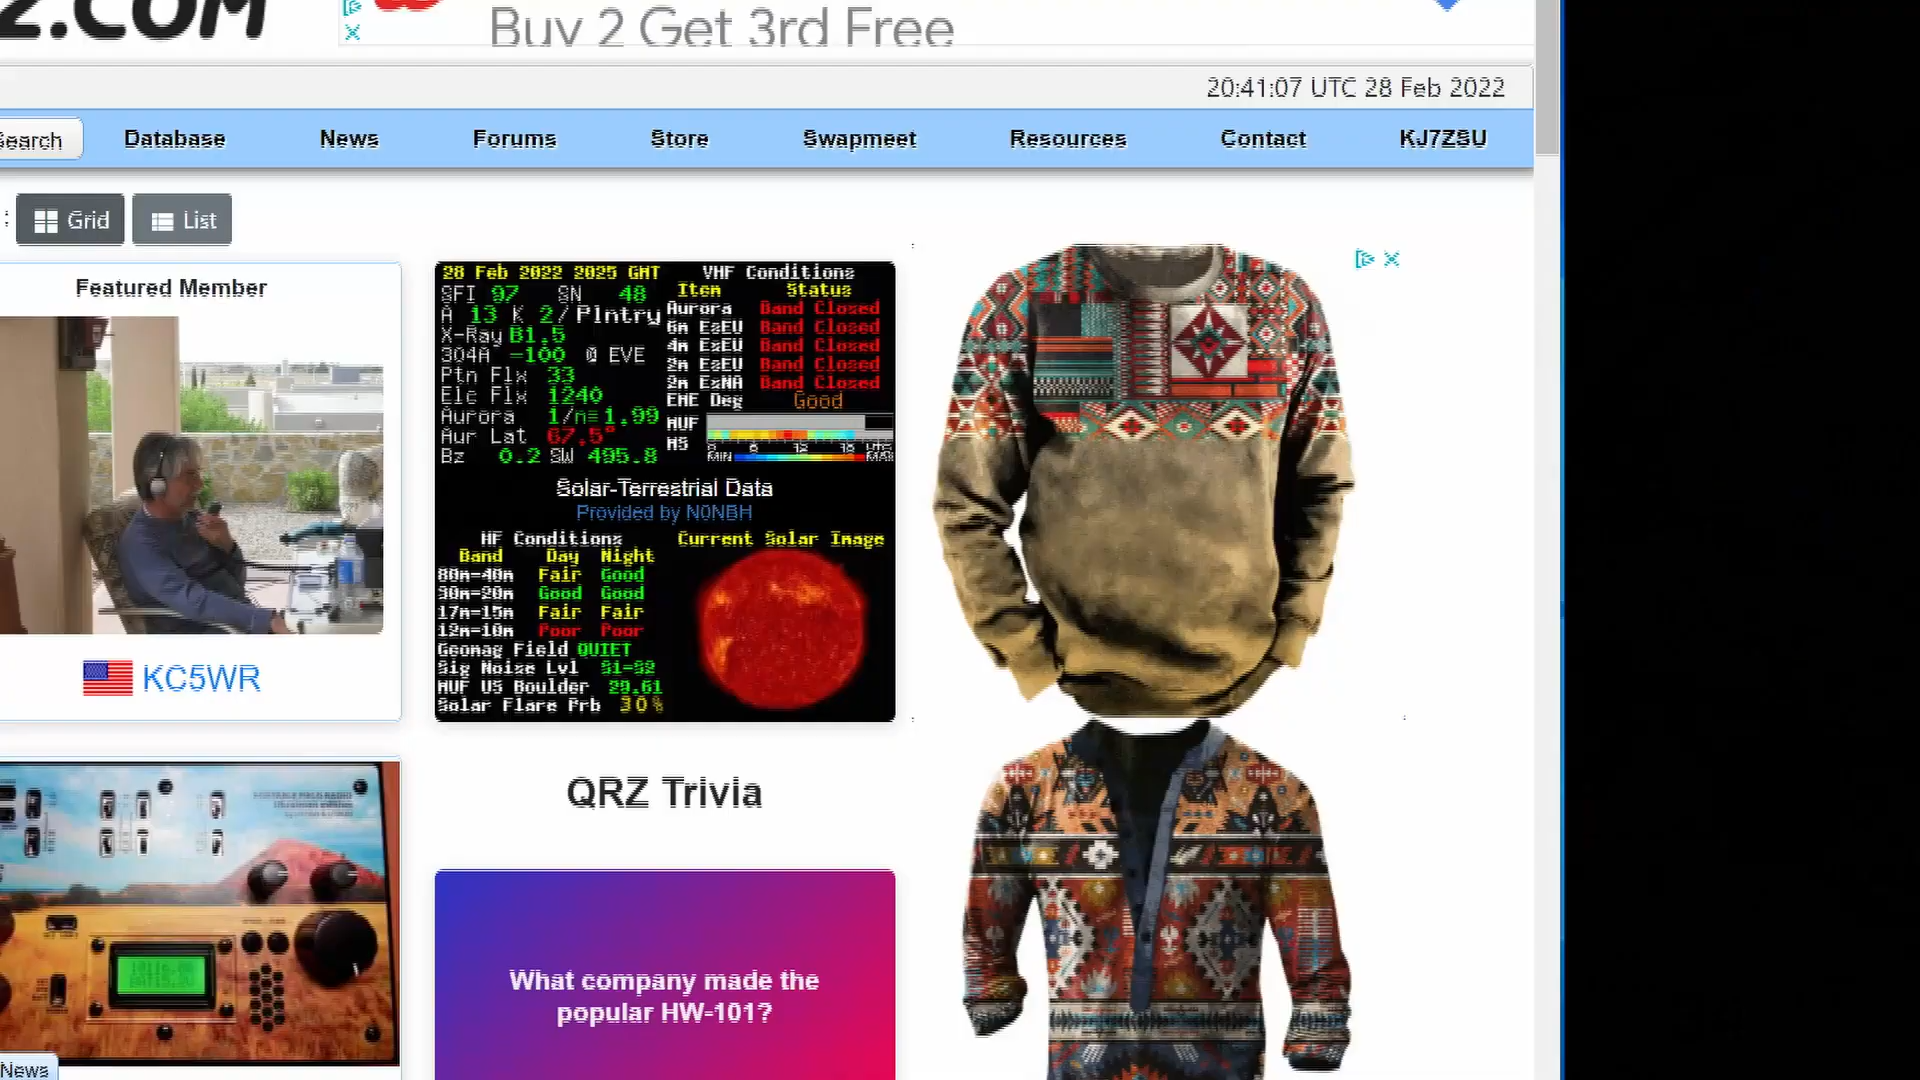 Z.COM
Buy 2 Get 3rd Free
20:41:07 UTC 28 Feb 2022
Search Database News Forums Store Swapmeet Resources Contact KJ7ZSU
: Grid List
Featured Member
KC5WR
28 Feb 2022 2025 GMT
SFI 97 SN 48
A 13 K 2/Plntry
X-Ray B1.5
304A -100 @ EVE
Ptn Flx 33
Elc Flx 1240
Aurora 1/n=1.99
Aur Lat 67.5°
Bz 0.2 SW 495.8
VHF Conditions
Item Status
Aurora Band Closed
6m EsEU Band Closed
4m EsEU Band Closed
2m EsEU Band Closed
2m EsNA Band Closed
EME Deg Good
MUF
MS
MIN
Solar-Terrestrial Data
Provided by N0NBH
HF Conditions
Band Day Night
80m-40m Fair Good
30m-20m Good Good
17m-15m Fair Fair
12m-10m Poor Poor
Geomag Field QUIET
Sig Noise Lvl S1-S2
MUF US Boulder 29.61
Solar Flare Prb 30%
Current Solar Image
QRZ Trivia
What company made the
popular HW-101?
News